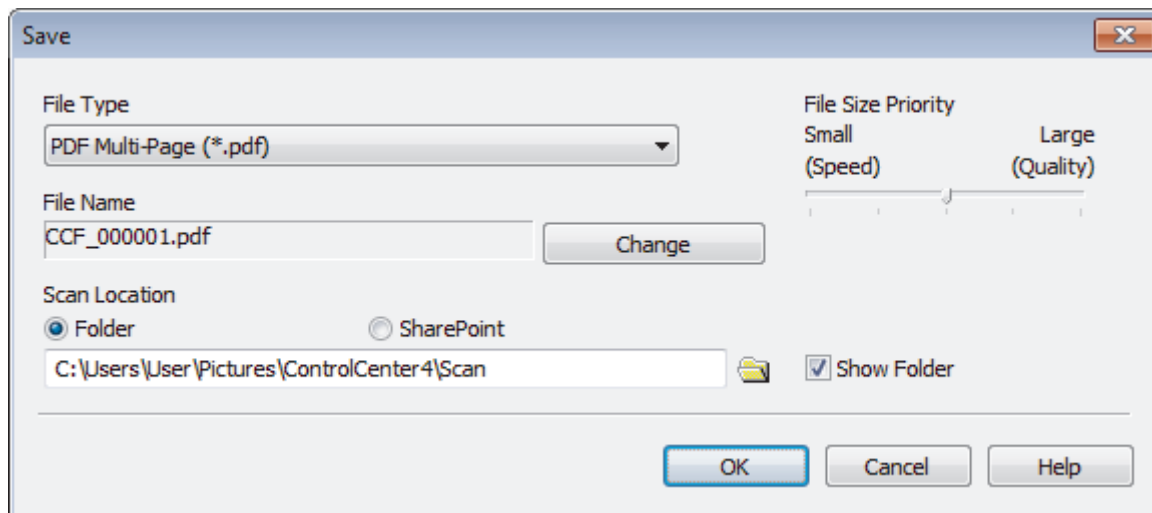 Save
File Type
PDF Multi-Page (*.pdf)
File Size Priority
Small Large
(Speed) (Quality)
File Name
CCF_000001.pdf
Change
Scan Location
Folder SharePoint
C:\Users\User\Pictures\ControlCenter4\Scan
Show Folder
OK Cancel Help